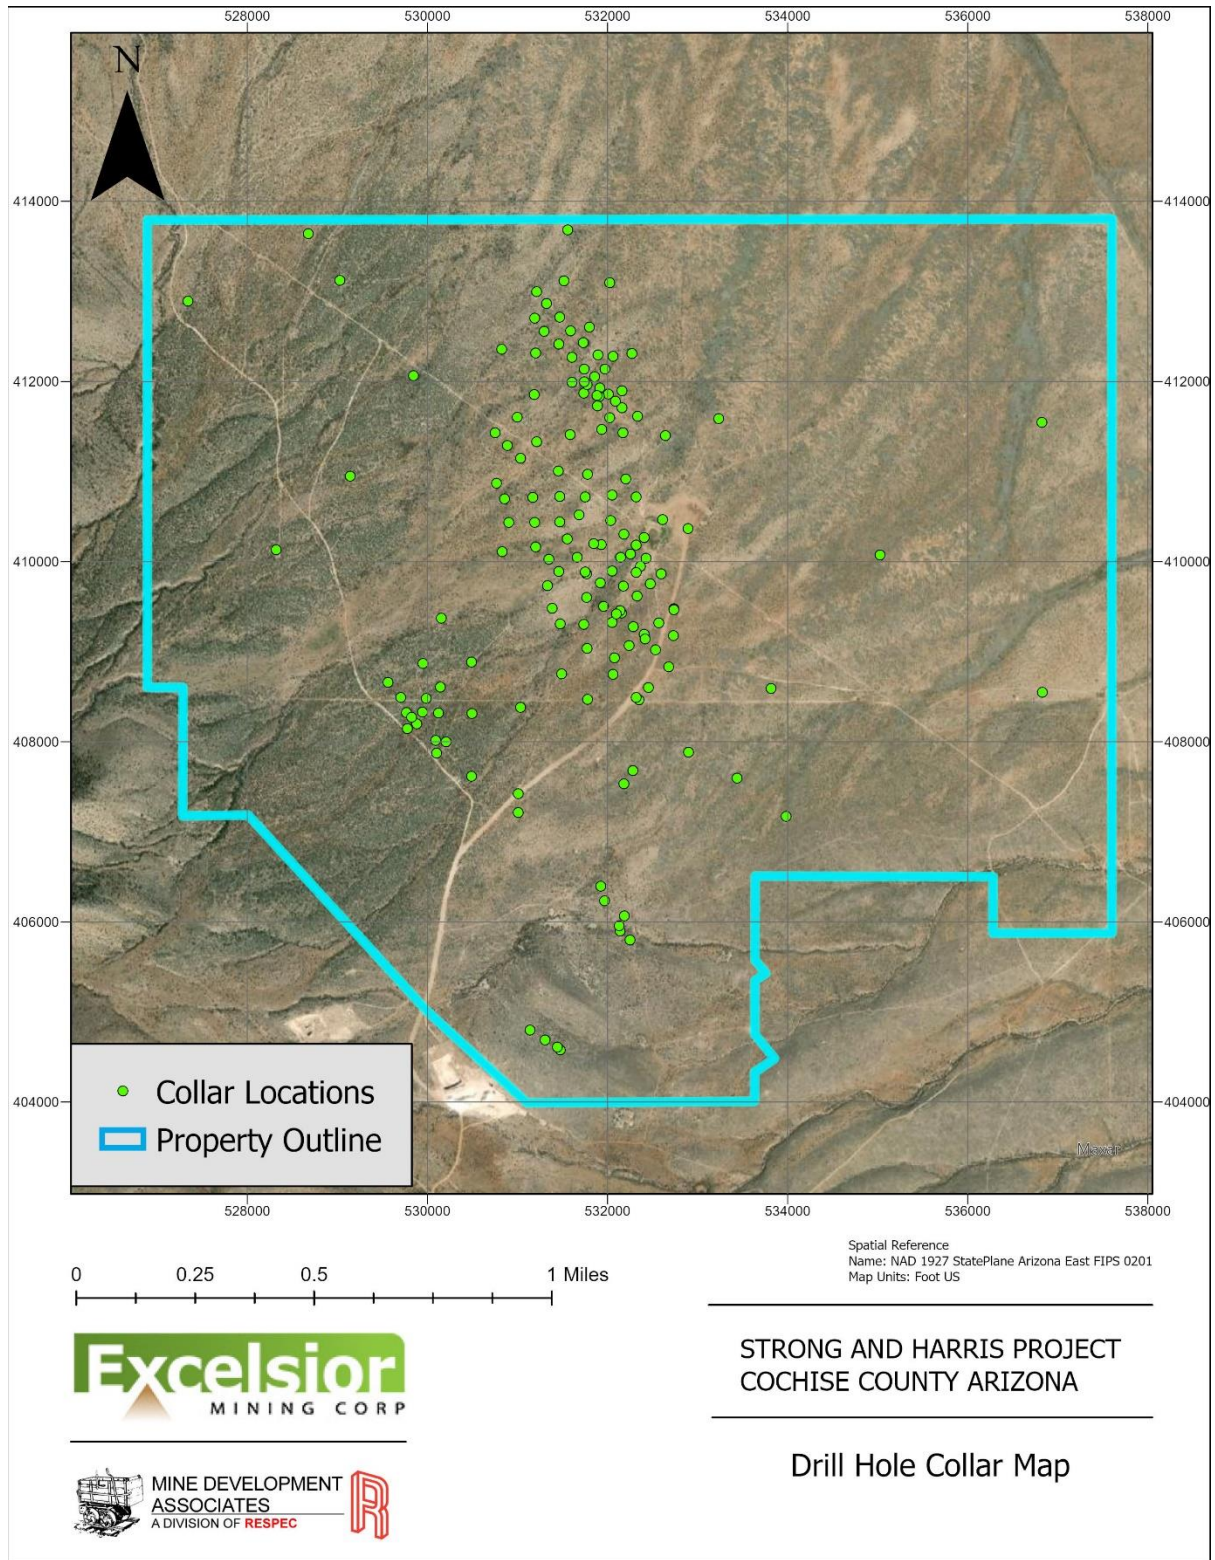 528000 530000 532000 534000 536000 538000
N
414000 414000
412000 412000
410000 410000
408000 408000
406000 406000
404000 404000
Collar Locations
Property Outline
Maxar
528000 530000 532000 534000 536000 538000
Spatial Reference
Name: NAD 1927 StatePlane Arizona East FIPS 0201
Map Units: Foot US
0 0.25 0.5 1 Miles
STRONG AND HARRIS PROJECT
COCHISE COUNTY ARIZONA
Excelsior
MINING CORP
Drill Hole Collar Map
MINE DEVELOPMENT
ASSOCIATES
A DIVISION OF RESPEC